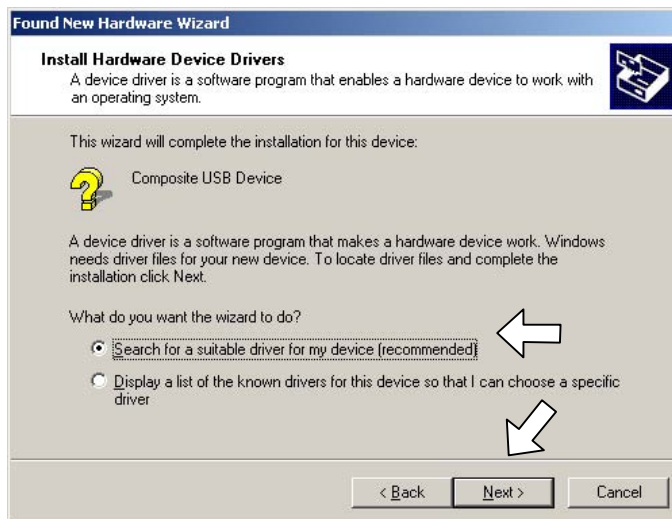 Found New Hardware Wizard
Install Hardware Device Drivers
A device driver is a software program that enables a hardware device to work with
an operating system.
This wizard will complete the installation for this device:
Composite USB Device
A device driver is a software program that makes a hardware device work. Windows
needs driver files for your new device. To locate driver files and complete the
installation click Next.
What do you want the wizard to do?
Search for a suitable driver for my device (recommended)
Display a list of the known drivers for this device so that I can choose a specific
driver
< Back
Next >
Cancel